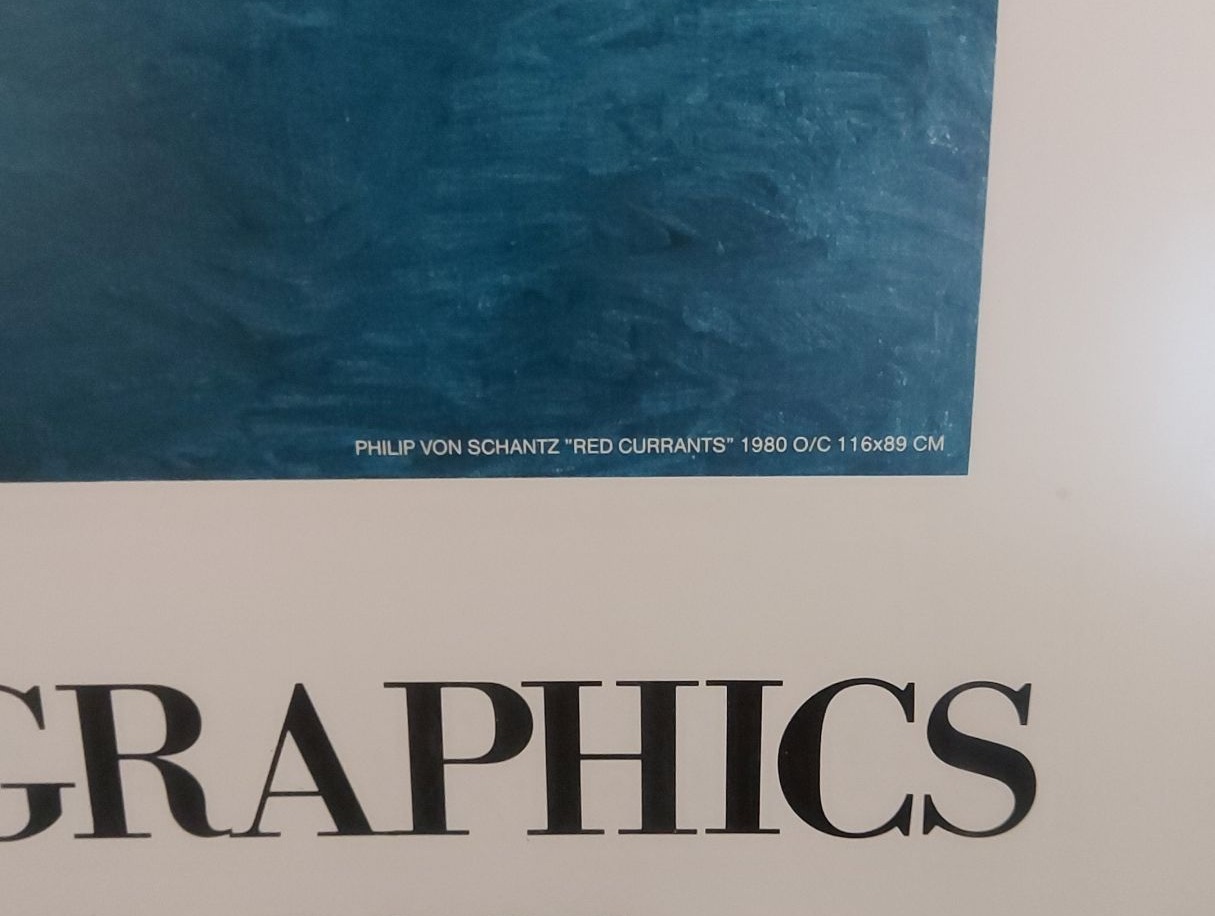 PHILIP VON SCHANTZ "RED CURRANTS" 1980 O/C 116x89 CM
GRAPHICS